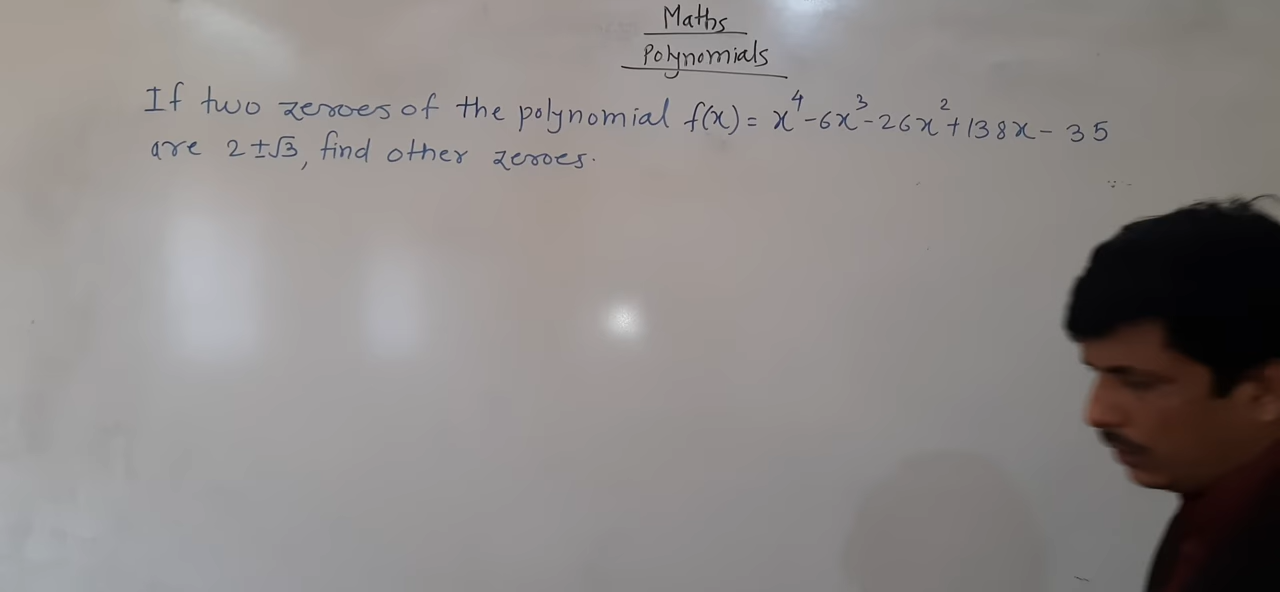 Maths
Polynomials
If two zeroes of the polynomial f(x) = x⁴-6x³-26x²+138x-35
are 2±√3, find other zeroes.